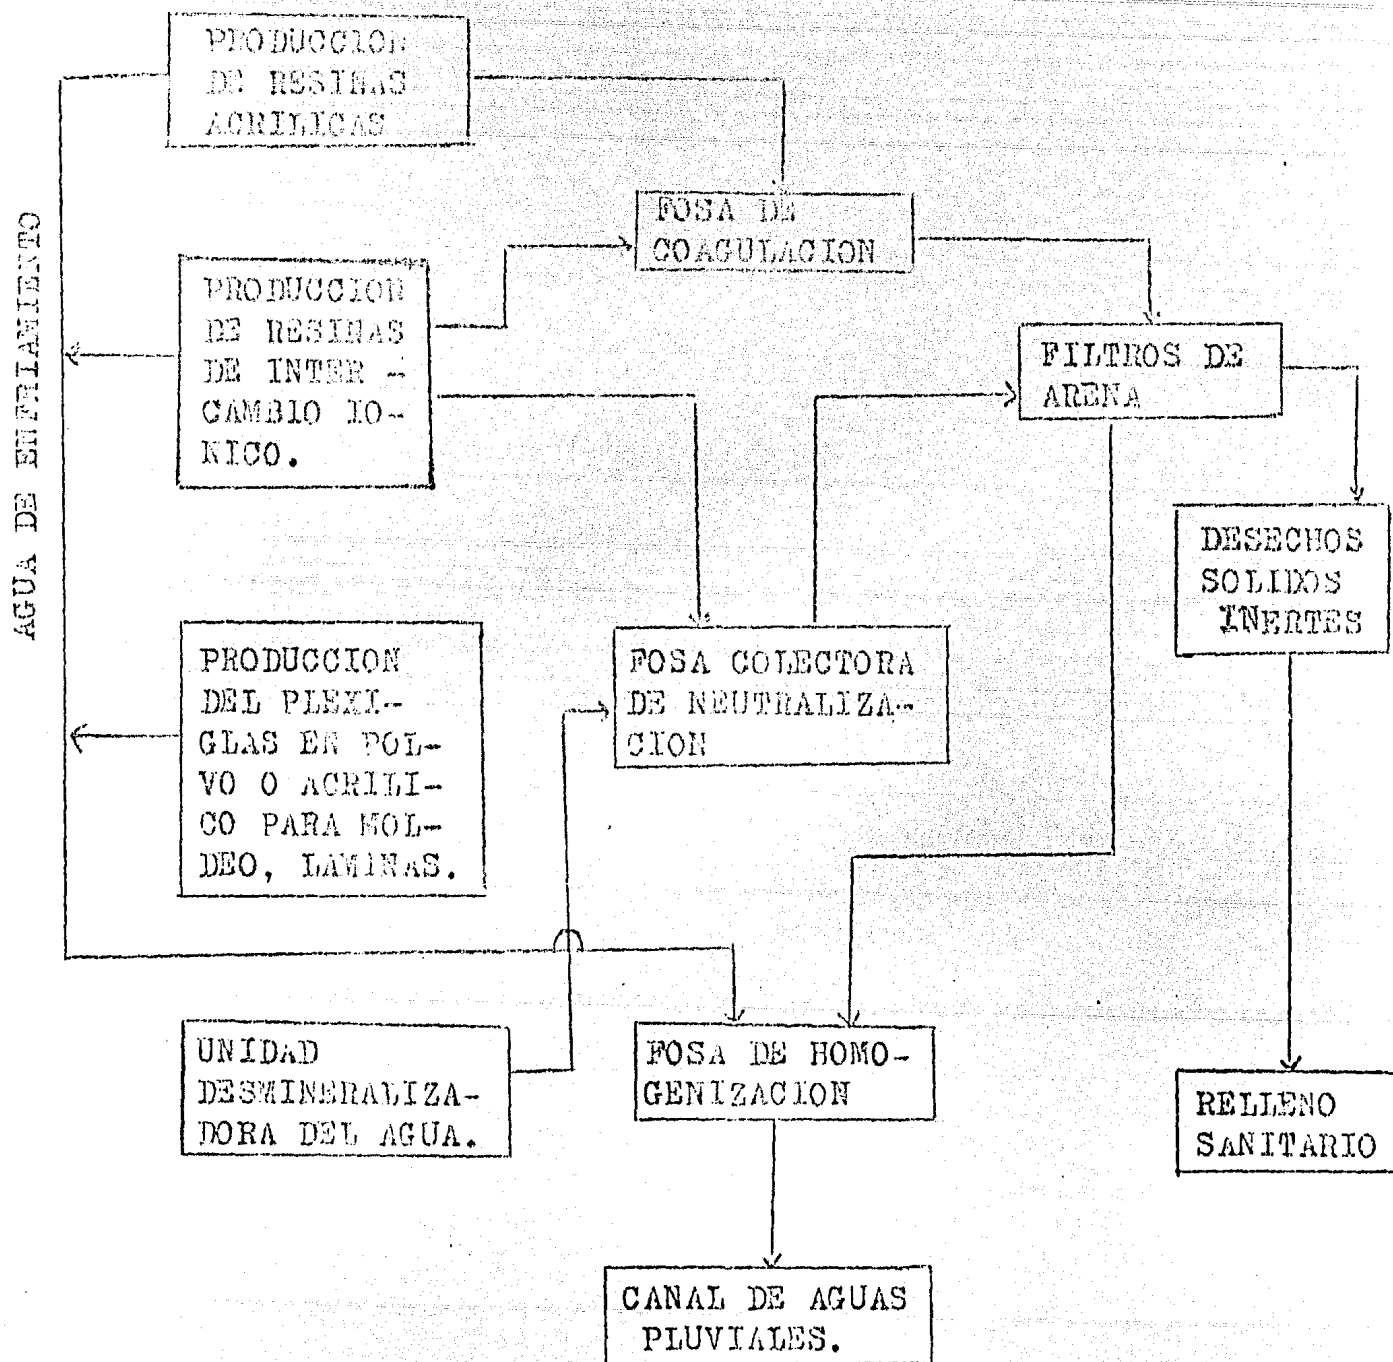 PRODUCCION
DE RESINAS
ACRILICAS
AGUA DE ENFRIAMIENTO
FOSA DE
COAGULACION
PRODUCCION
DE RESINAS
DE INTER -
CAMBIO IO-
NICO.
FILTROS DE
ARENA
DESECHOS
SOLIDOS
INERTES
PRODUCCION
DEL PLEXI-
GLAS EN POL-
VO O ACRILI-
CO PARA MOL-
DEO, LAMINAS.
FOSA COLECTORA
DE NEUTRALIZA-
CION
UNIDAD
DESMINERALIZA-
DORA DEL AGUA.
FOSA DE HOMO-
GENIZACION
RELLENO
SANITARIO
CANAL DE AGUAS
PLUVIALES.